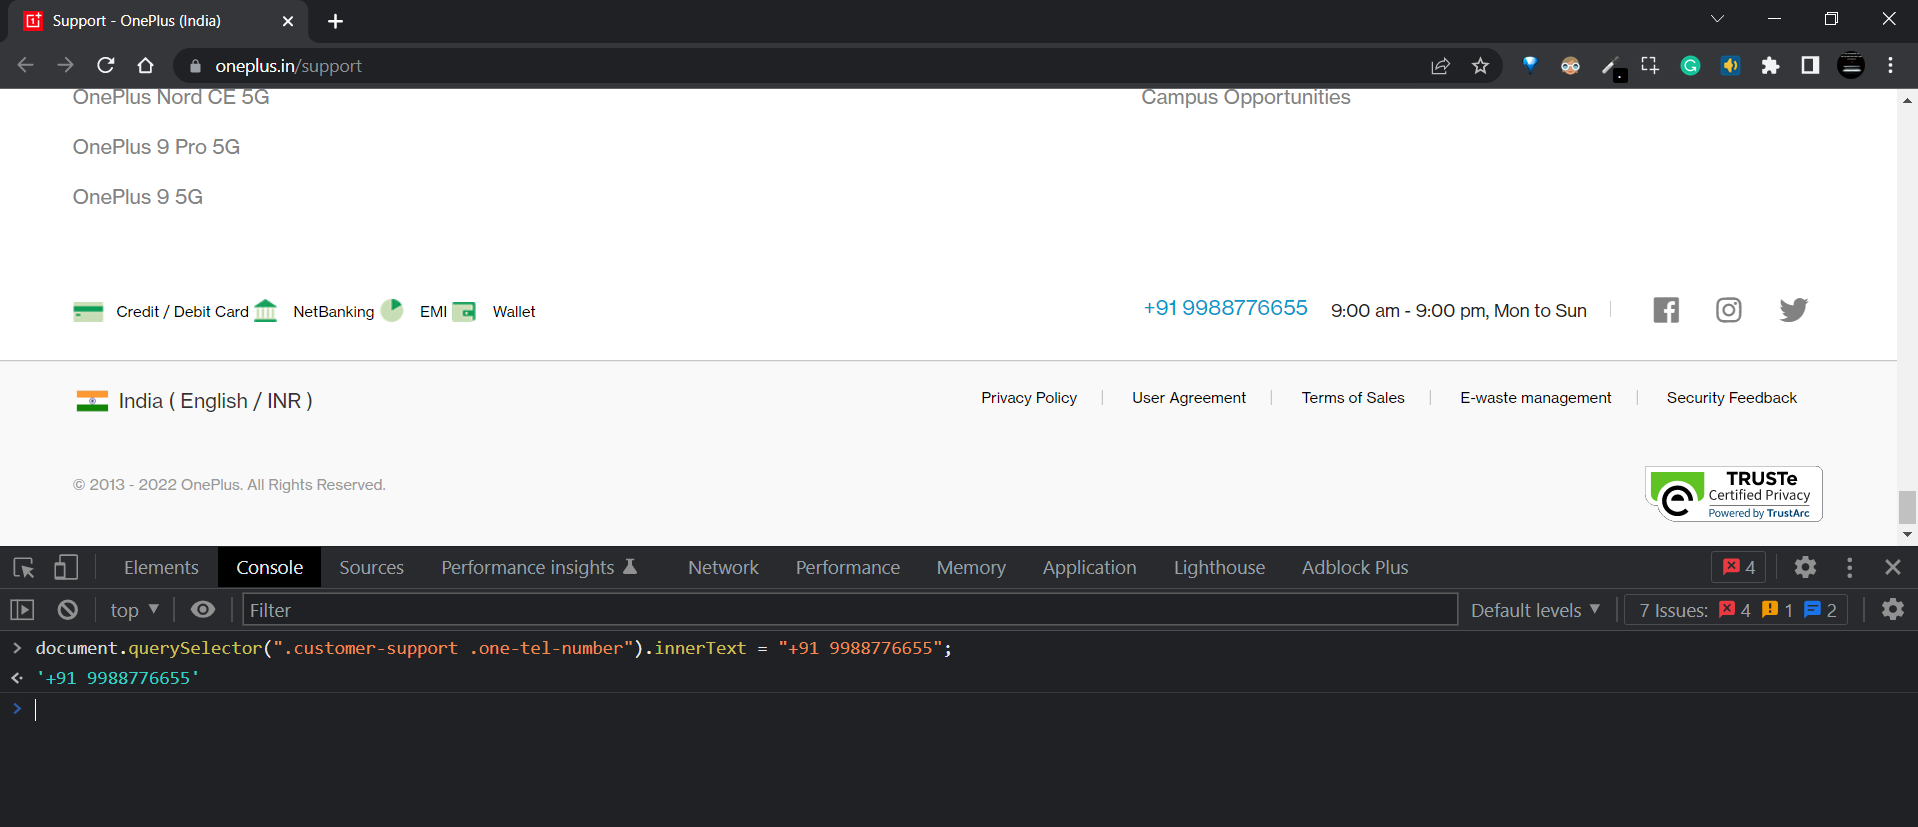 Support - OnePlus (India)
oneplus.in/support
OnePlus Nord CE 5G
Campus Opportunities
OnePlus 9 Pro 5G
OnePlus 9 5G
Credit / Debit Card NetBanking EMI Wallet
+91 9988776655 9:00 am - 9:00 pm, Mon to Sun
India ( English / INR )
Privacy Policy User Agreement Terms of Sales E-waste management Security Feedback
© 2013 - 2022 OnePlus. All Rights Reserved.
TRUSTe
Certified Privacy
Powered by TrustArc
Elements Console Sources Performance insights Network Performance Memory Application Lighthouse Adblock Plus 4
top Filter Default levels 7 Issues: 4 1 2
document.querySelector(".customer-support .one-tel-number").innerText = "+91 9988776655";
'+91 9988776655'